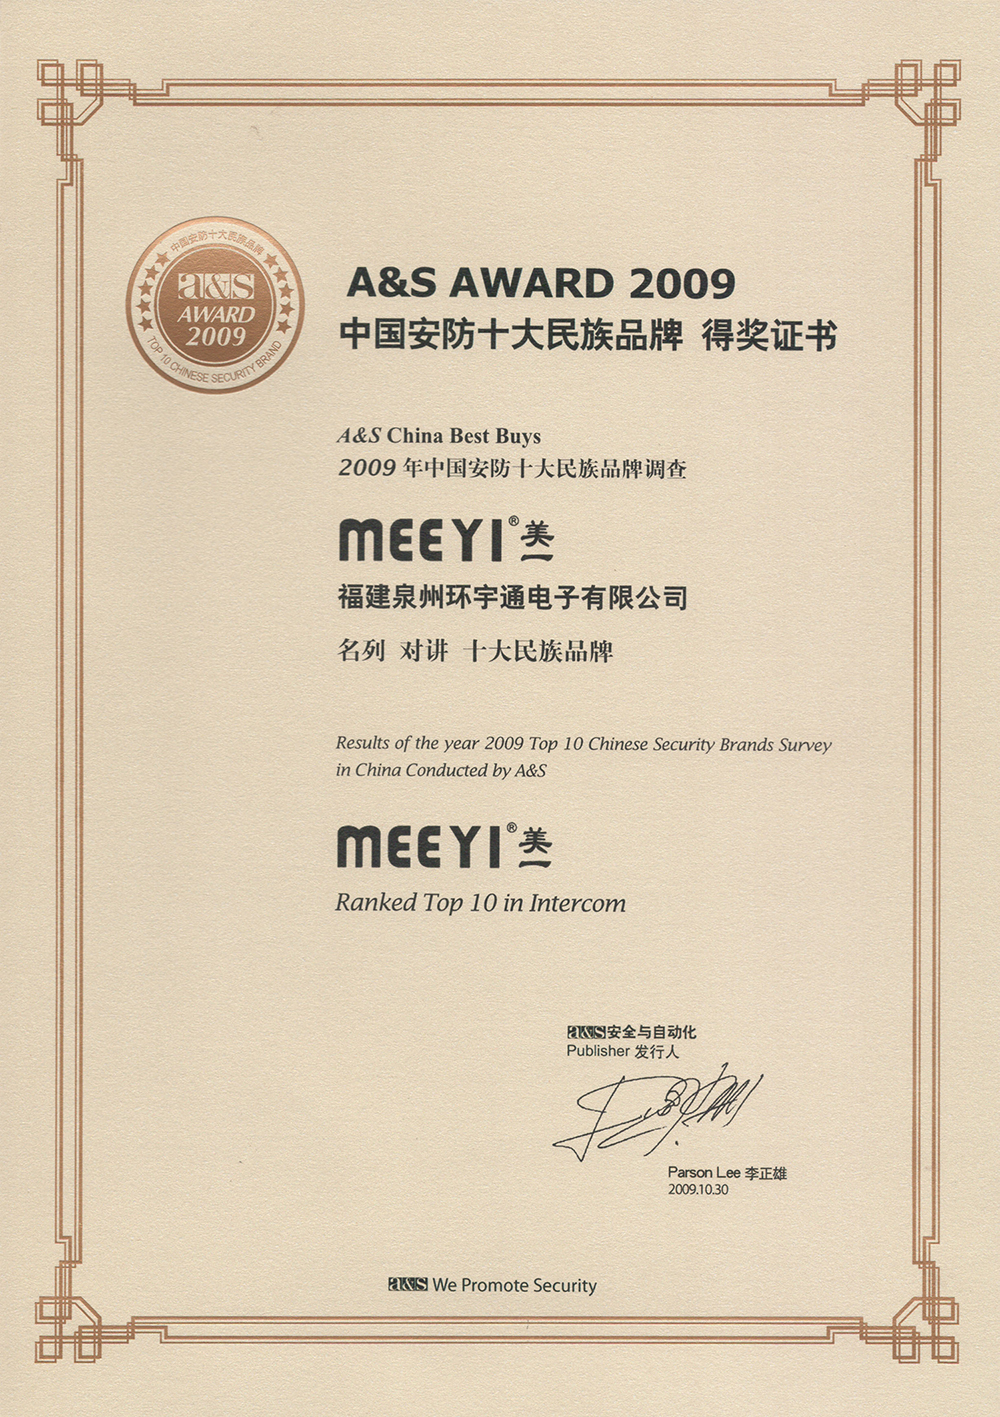 中国安防十大民族品牌
a&s
AWARD
2009
TOP 10 CHINESE SECURITY BRAND
A&S AWARD 2009
中国安防十大民族品牌 得奖证书
A&S China Best Buys
2009 年中国安防十大民族品牌调查
MEEYI® 美一
福建泉州环宇通电子有限公司
名列 对讲 十大民族品牌
Results of the year 2009 Top 10 Chinese Security Brands Survey
in China Conducted by A&S
MEEYI® 美一
Ranked Top 10 in Intercom
a&s安全与自动化
Publisher 发行人
Parson Lee 李正雄
2009.10.30
a&s We Promote Security